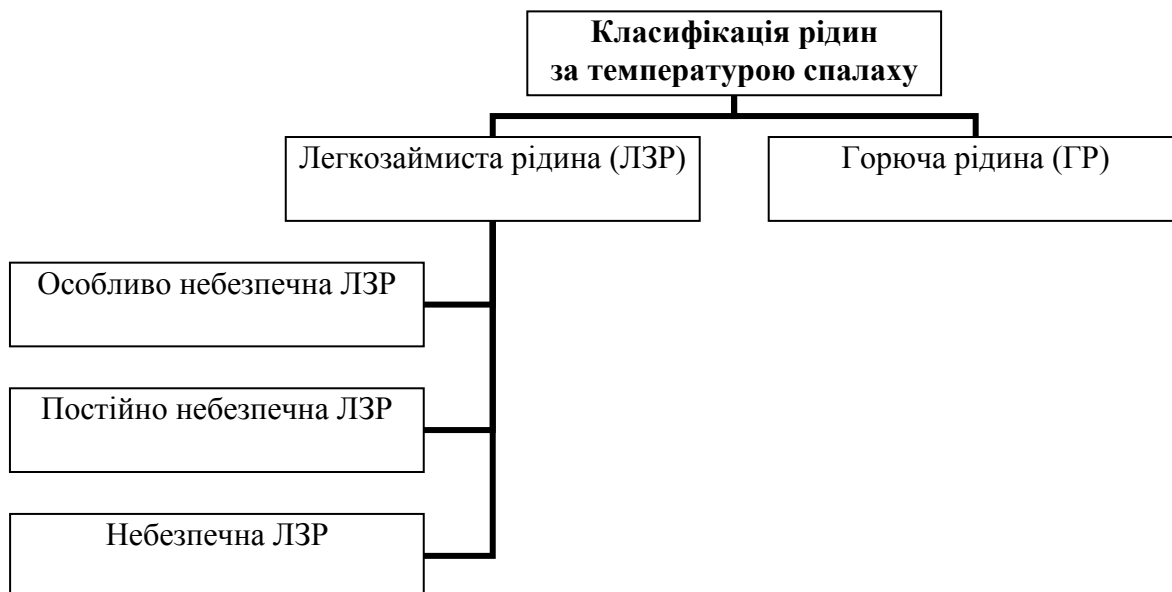 Класифікація рідин
за температурою спалаху
Легкозаймиста рідина (ЛЗР)
Горюча рідина (ГР)
Особливо небезпечна ЛЗР
Постійно небезпечна ЛЗР
Небезпечна ЛЗР